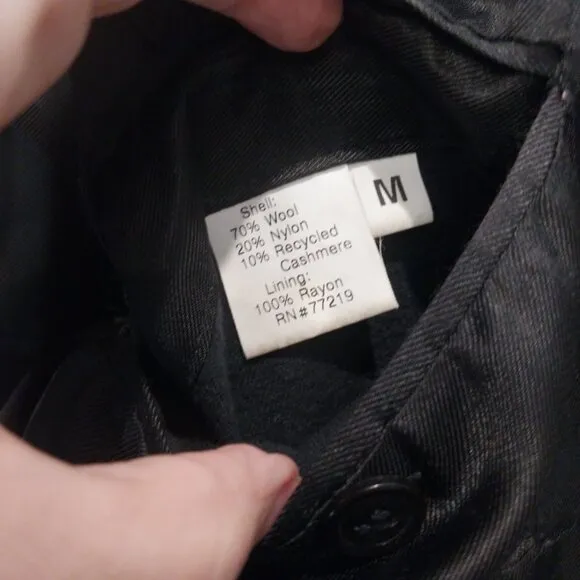 Shell:
70% Wool
20% Nylon
10% Recycled
Cashmere
Lining:
100% Rayon
RN#77219
M